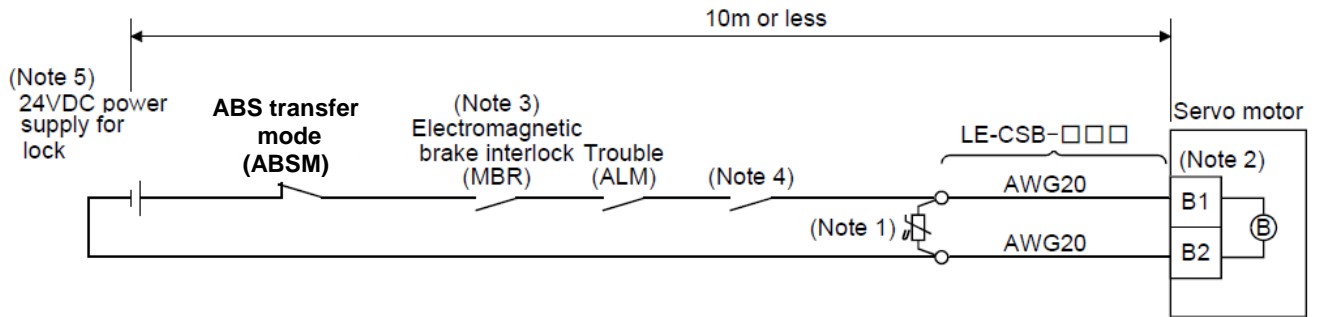 10m or less
(Note 5)
24VDC power
supply for
lock
ABS transfer
mode
(ABSM)
(Note 3)
Electromagnetic
brake interlock
(MBR)
Trouble
(ALM)
(Note 4)
(Note 1)
U
LE-CSB-□□□
AWG20
AWG20
Servo motor
(Note 2)
B1
B2
B